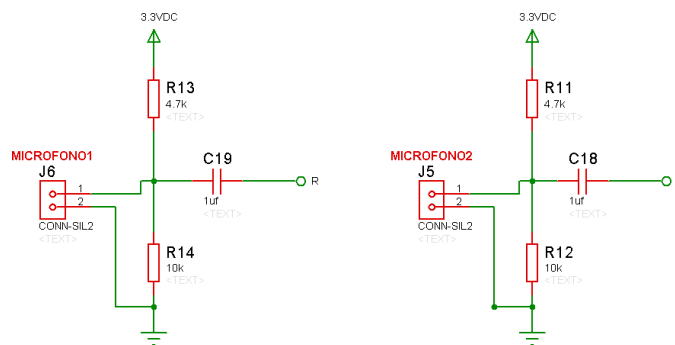 3.3VDC
R13
4.7k
<TEXT>
MICROFONO1
J6
1
2
CONN-SIL2
<TEXT>
C19
1uf
<TEXT>
R
R14
10k
<TEXT>
3.3VDC
R11
4.7k
<TEXT>
MICROFONO2
J5
1
2
CONN-SIL2
<TEXT>
C18
1uf
<TEXT>
R12
10k
<TEXT>